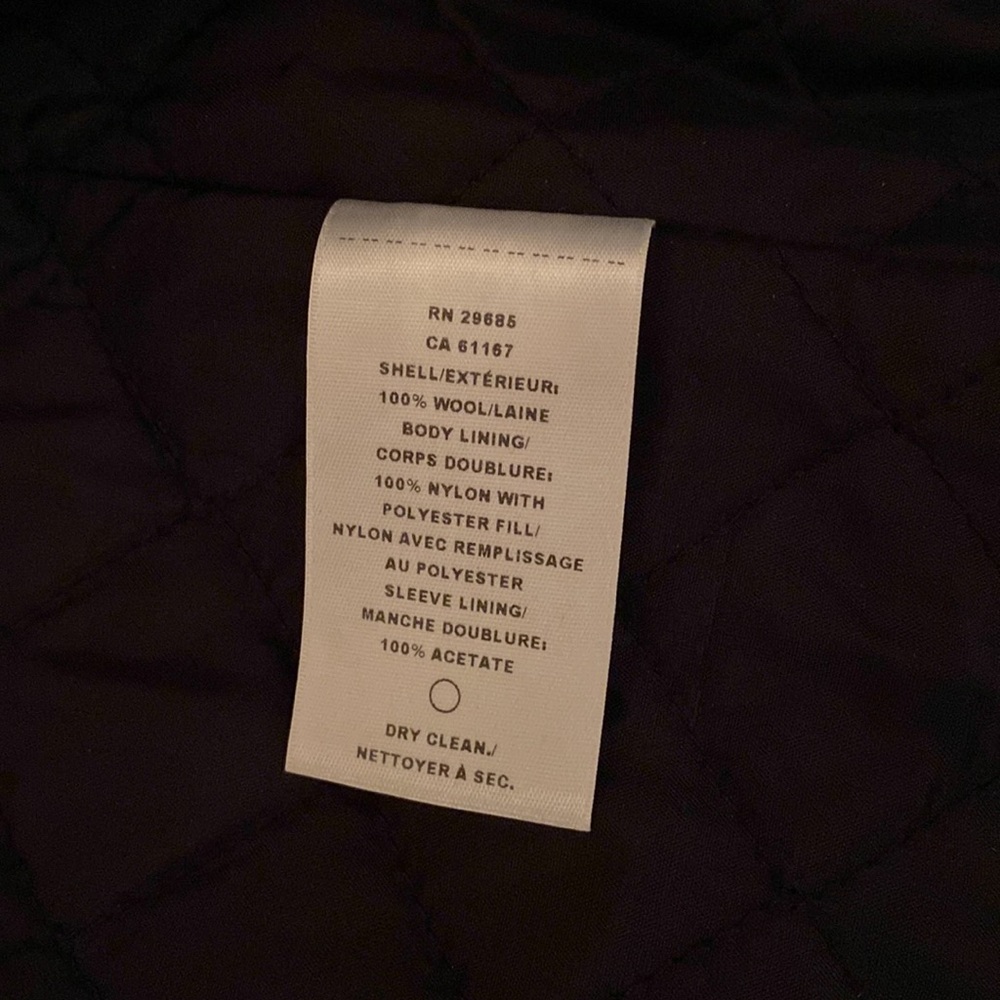 RN 29685
CA 61167
SHELL/EXTÉRIEUR:
100% WOOL/LAINE
BODY LINING/
CORPS DOUBLURE:
100% NYLON WITH
POLYESTER FILL/
NYLON AVEC REMPLISSAGE
AU POLYESTER
SLEEVE LINING/
MANCHE DOUBLURE:
100% ACETATE
DRY CLEAN./
NETTOYER À SEC.